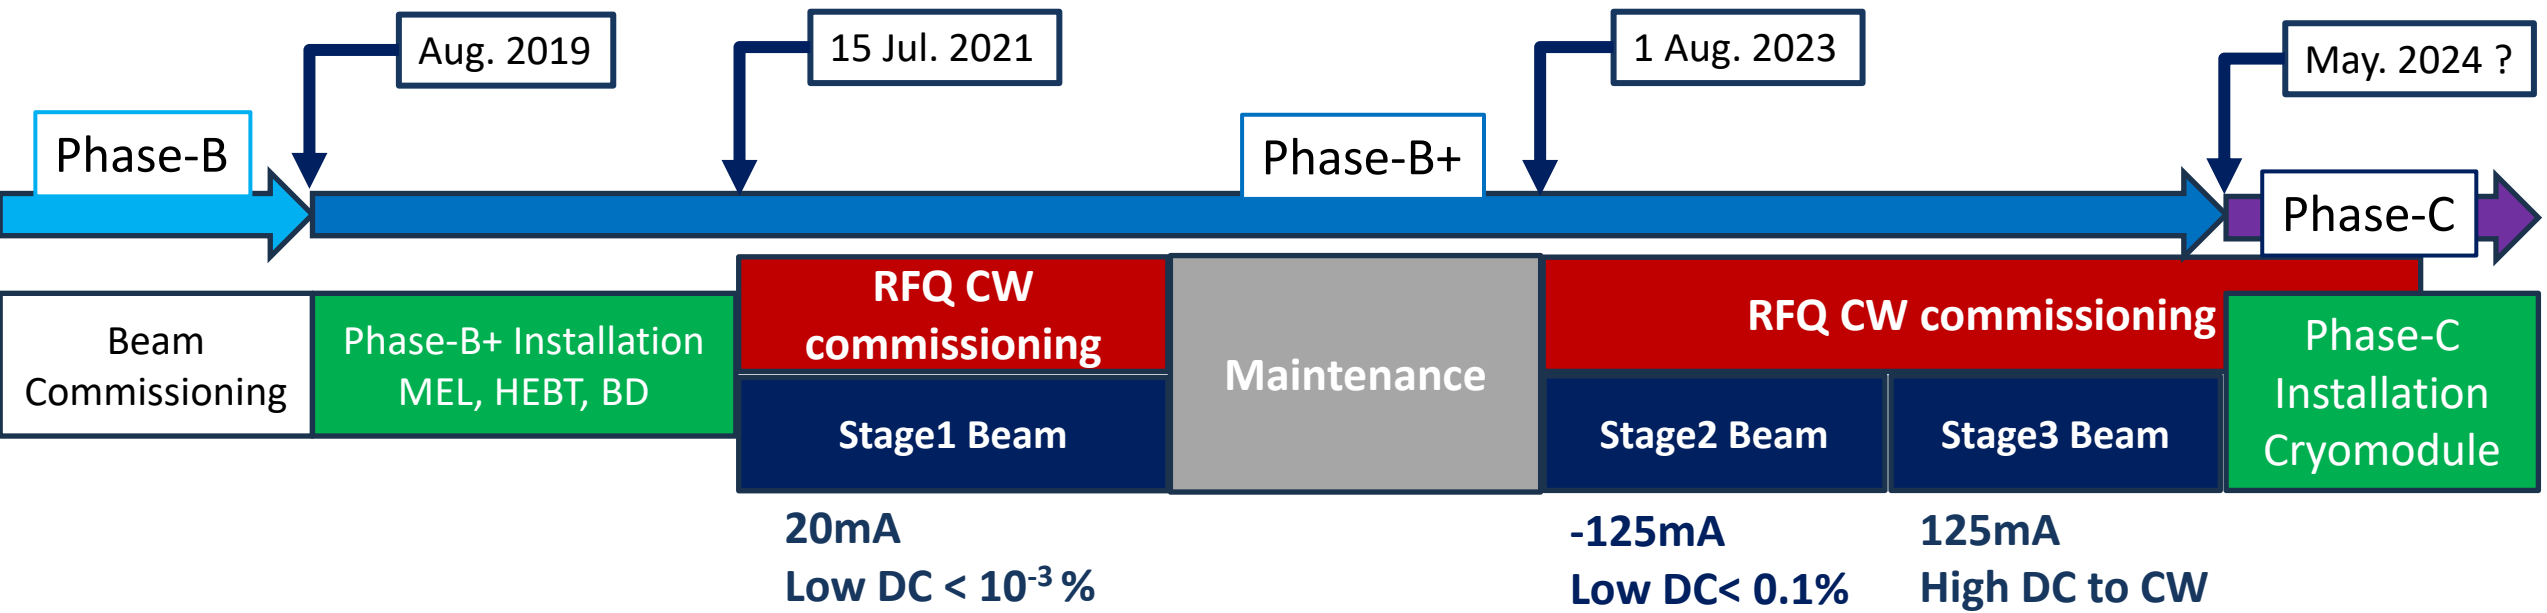 Aug. 2019
15 Jul. 2021
1 Aug. 2023
May. 2024 ?
Phase-B
Phase-B+
Phase-C
Beam
Commissioning
Phase-B+ Installation
MEL, HEBT, BD
RFQ CW
commissioning
Stage1 Beam
Maintenance
RFQ CW commissioning
Stage2 Beam
Stage3 Beam
Phase-C
Installation
Cryomodule
20mA
Low DC < 10⁻³ %
-125mA
Low DC< 0.1%
125mA
High DC to CW